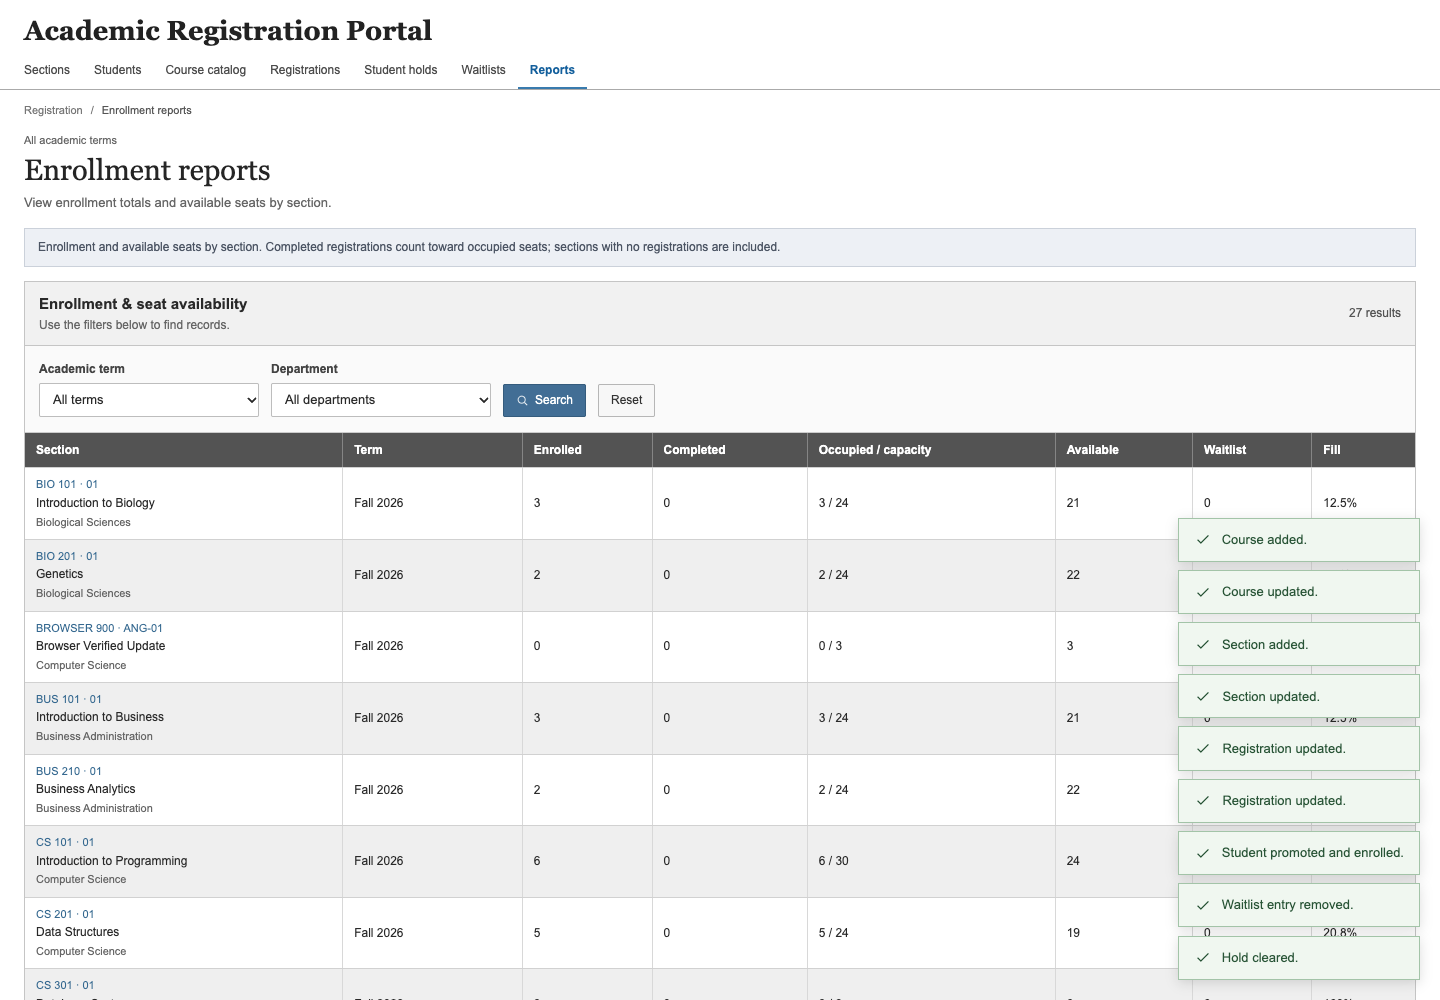 Academic Registration Portal
Sections Students Course catalog Registrations Student holds Waitlists Reports
Registration / Enrollment reports
All academic terms
Enrollment reports
View enrollment totals and available seats by section.
Enrollment and available seats by section. Completed registrations count toward occupied seats; sections with no registrations are included.
Enrollment & seat availability
Use the filters below to find records.
27 results
Academic term Department
All terms All departments Search Reset
Section Term Enrolled Completed Occupied / capacity Available Waitlist Fill
BIO 101 · 01
Introduction to Biology Fall 2026 3 0 3 / 24 21 0 12.5%
Biological Sciences
Course added.
BIO 201 · 01
Genetics Fall 2026 2 0 2 / 24 22
Biological Sciences
Course updated.
BROWSER 900 · ANG-01
Browser Verified Update Fall 2026 0 0 0 / 3 3
Section added.
Computer Science
BUS 101 · 01
Section updated.
Introduction to Business Fall 2026 3 0 3 / 24 21
Business Administration
Registration updated.
BUS 210 · 01
Business Analytics Fall 2026 2 0 2 / 24 22
Business Administration
Registration updated.
CS 101 · 01
Student promoted and enrolled.
Introduction to Programming Fall 2026 6 0 6 / 30 24
Computer Science
Waitlist entry removed.
CS 201 · 01
Data Structures Fall 2026 5 0 5 / 24 19 0 20.8%
Computer Science
Hold cleared.
CS 301 · 01